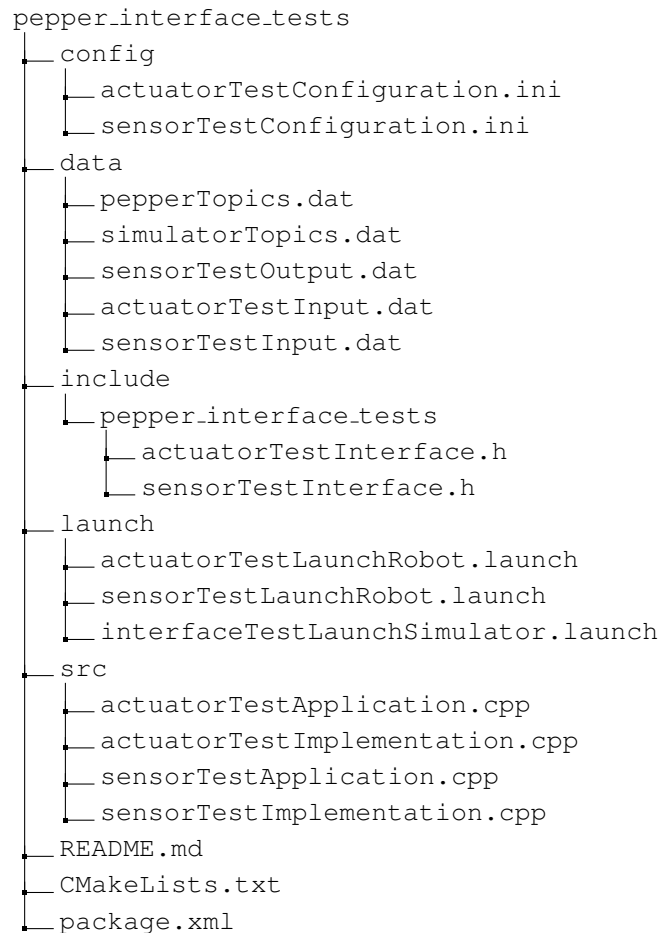 pepper_interface_tests
config
actuatorTestConfiguration.ini
sensorTestConfiguration.ini
data
pepperTopics.dat
simulatorTopics.dat
sensorTestOutput.dat
actuatorTestInput.dat
sensorTestInput.dat
include
pepper_interface_tests
actuatorTestInterface.h
sensorTestInterface.h
launch
actuatorTestLaunchRobot.launch
sensorTestLaunchRobot.launch
interfaceTestLaunchSimulator.launch
src
actuatorTestApplication.cpp
actuatorTestImplementation.cpp
sensorTestApplication.cpp
sensorTestImplementation.cpp
README.md
CMakeLists.txt
package.xml